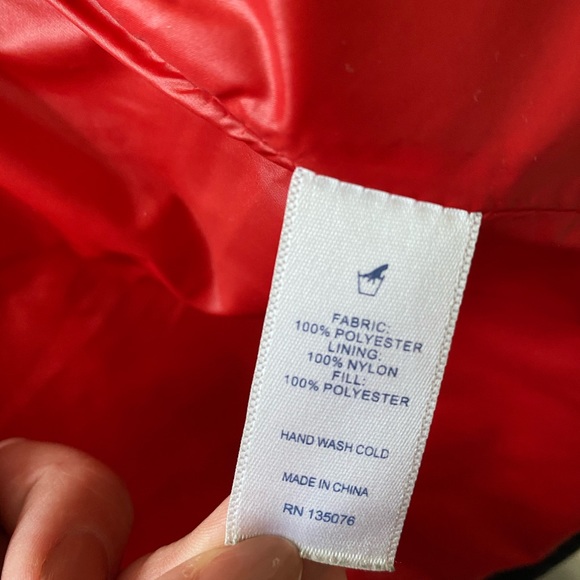 FABRIC:
100% POLYESTER
LINING:
100% NYLON
FILL:
100% POLYESTER
HAND WASH COLD
MADE IN CHINA
RN 135076